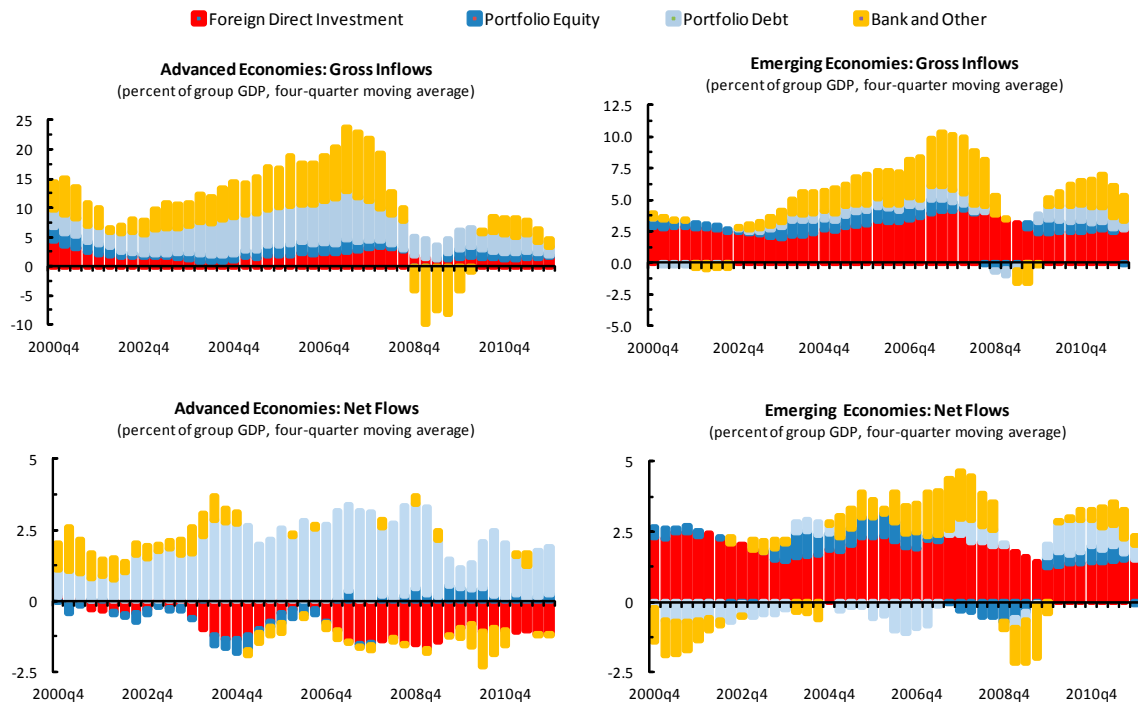 Foreign Direct Investment Portfolio Equity Portfolio Debt Bank and Other
Advanced Economies: Gross Inflows
(percent of group GDP, four-quarter moving average)
25
20
15
10
5
0
-5
-10
2000q4 2002q4 2004q4 2006q4 2008q4 2010q4
Emerging Economies: Gross Inflows
(percent of group GDP, four-quarter moving average)
12.5
10.0
7.5
5.0
2.5
0.0
-2.5
-5.0
2000q4 2002q4 2004q4 2006q4 2008q4 2010q4
Advanced Economies: Net Flows
(percent of group GDP, four-quarter moving average)
5
2.5
0
-2.5
2000q4 2002q4 2004q4 2006q4 2008q4 2010q4
Emerging Economies: Net Flows
(percent of group GDP, four-quarter moving average)
5
2.5
0
-2.5
2000q4 2002q4 2004q4 2006q4 2008q4 2010q4